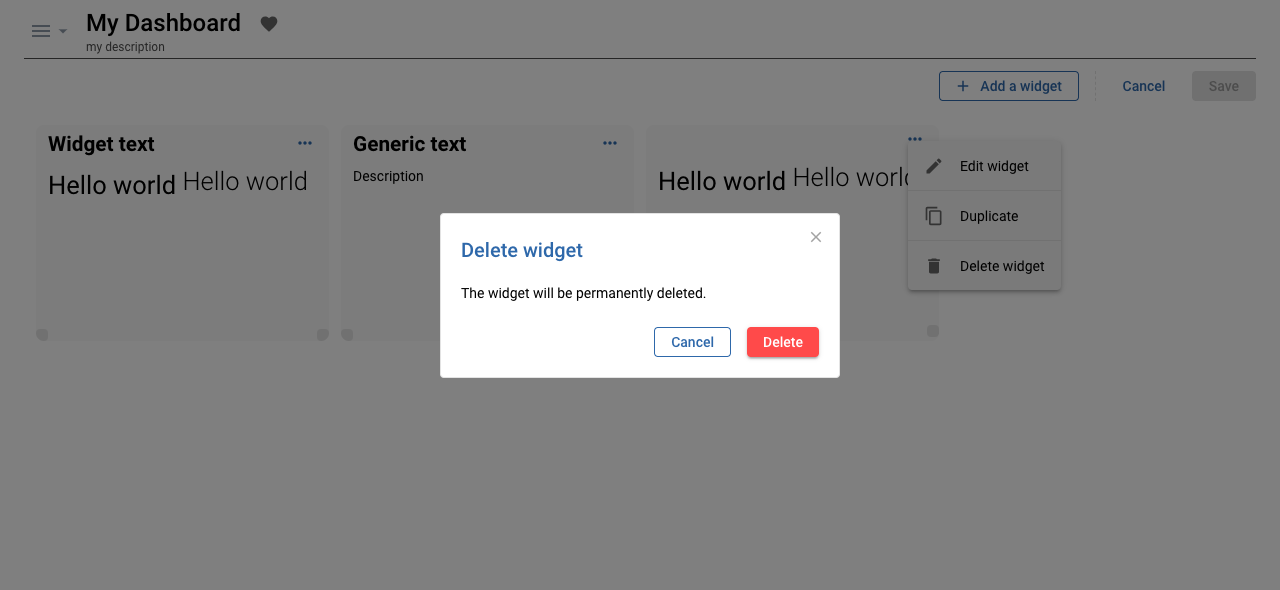 My Dashboard
my description
Add a widget Cancel Save
Widget text Generic text
Hello world Hello world Description Hello world Hello world
Edit widget
Duplicate
Delete widget
Delete widget
The widget will be permanently deleted.
Cancel Delete